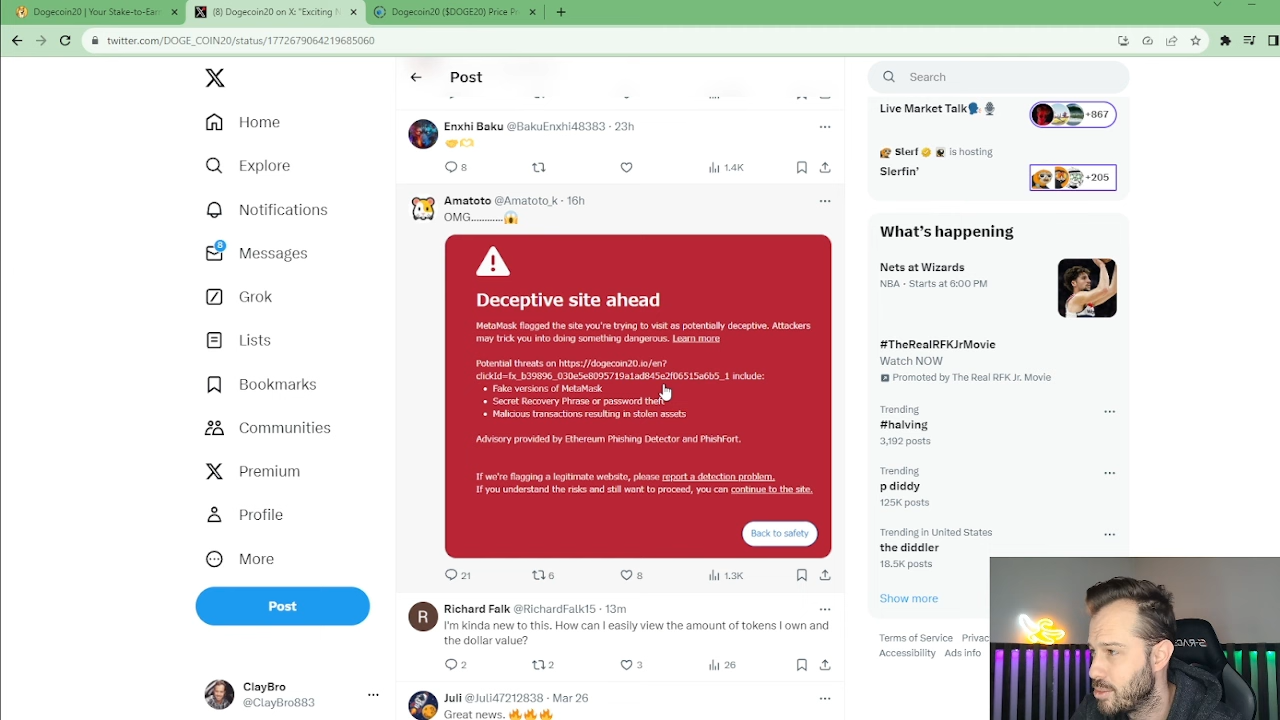 Dogecoin20 | Your Stake-to-Earn
(8) Dogecoin on X: "Exciting N
Dogecoin20 ($DOGE20) Price Pr
twitter.com/DOGE_COIN20/status/1772679064219685060
Post
Home
Explore
Notifications
8
Messages
Grok
Lists
Bookmarks
Communities
Premium
Profile
More
Post
ClayBro
@ClayBro883
Enxhi Baku @BakuEnxhi48383 · 23h
8
1.4K
Amatoto @Amatoto_k · 16h
OMG............😱
Deceptive site ahead
MetaMask flagged the site you're trying to visit as potentially deceptive. Attackers
may trick you into doing something dangerous. Learn more
Potential threats on https://dogecoin20.io/en?
clickId=fx_b39896_030e5e8095719a1ad845e2f06515a6b5_1 include:
• Fake versions of MetaMask
• Secret Recovery Phrase or password theft
• Malicious transactions resulting in stolen assets
Advisory provided by Ethereum Phishing Detector and PhishFort.
If we're flagging a legitimate website, please report a detection problem.
If you understand the risks and still want to proceed, you can continue to the site.
Back to safety
21
6
8
1.3K
R
Richard Falk @RichardFalk15 · 13m
I'm kinda new to this. How can I easily view the amount of tokens I own and
the dollar value?
2
2
3
26
Juli @Juli47212838 · Mar 26
Great news. 🔥🔥🔥
Search
Live Market Talk🗣️🎙️
+867
Slerf is hosting
Slerfin'
+205
What's happening
Nets at Wizards
NBA · Starts at 6:00 PM
#TheRealRFKJrMovie
Watch NOW
Promoted by The Real RFK Jr. Movie
Trending
#halving
3,192 posts
Trending
p diddy
125K posts
Trending in United States
the diddler
18.5K posts
Show more
Terms of Service Privac
Accessibility Ads info